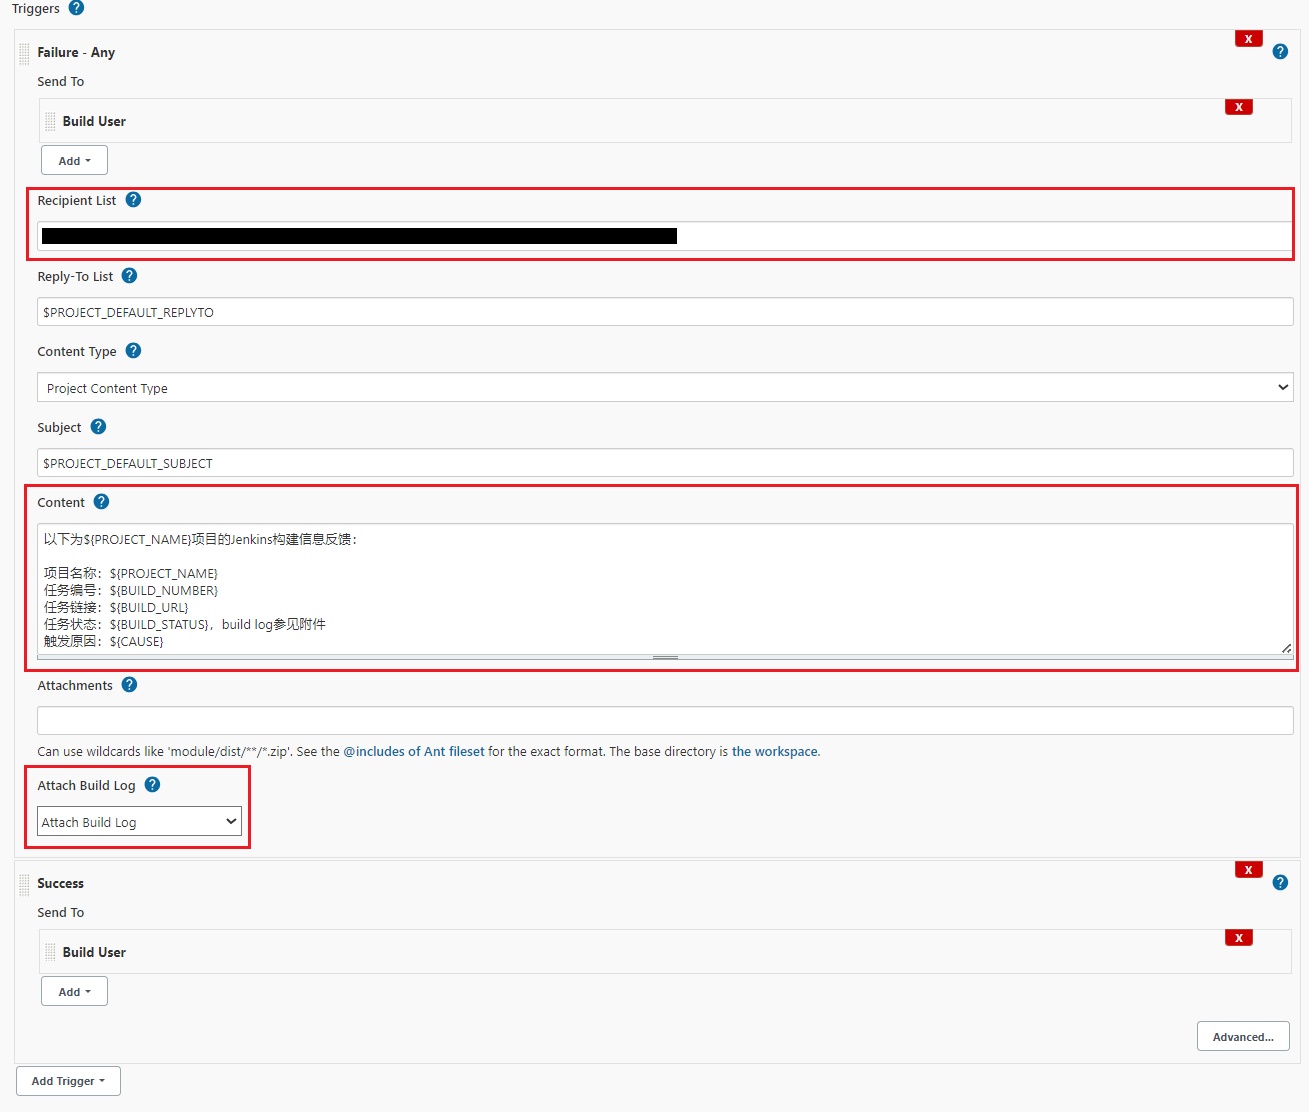 Triggers ?
X
Failure - Any ?
Send To
X
Build User
Add
Recipient List ?
Reply-To List ?
$PROJECT_DEFAULT_REPLYTO
Content Type ?
Project Content Type
Subject ?
$PROJECT_DEFAULT_SUBJECT
Content ?
以下为${PROJECT_NAME}项目的Jenkins构建信息反馈：
项目名称：${PROJECT_NAME}
任务编号：${BUILD_NUMBER}
任务链接：${BUILD_URL}
任务状态：${BUILD_STATUS}，build log参见附件
触发原因：${CAUSE}
Attachments ?
Can use wildcards like 'module/dist/**/*.zip'. See the @includes of Ant fileset for the exact format. The base directory is the workspace.
Attach Build Log ?
Attach Build Log
X
Success ?
Send To
X
Build User
Add
Advanced...
Add Trigger